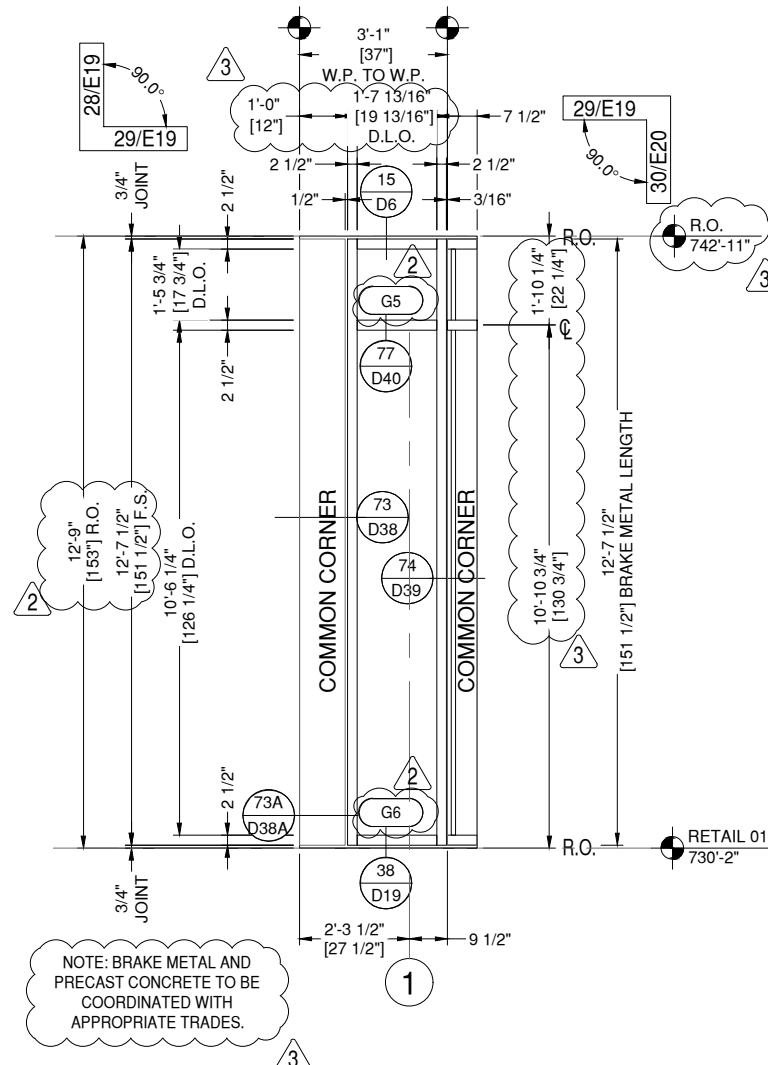 3'-1"
[37"]
W.P. TO W.P.
3
1'-0"
[12"]
1'-7 13/16"
[19 13/16"]
D.L.O.
7 1/2"
28/E19
90.0°
29/E19
29/E19
90.0°
30/E20
2 1/2"
2 1/2"
15
D6
1/2"
3/16"
3/4"
JOINT
2 1/2"
R.O.
R.O.
742'-11"
3
1'-5 3/4"
[17 3/4"]
D.L.O.
2
G5
1'-10 1/4"
[22 1/4"]
CL
77
D40
2 1/2"
12'-9"
[153"] R.O.
12'-7 1/2"
[151 1/2"] F.S.
10'-6 1/4"
[126 1/4"] D.L.O.
2
COMMON CORNER
73
D38
74
D39
COMMON CORNER
10'-10 3/4"
[130 3/4"]
3
12'-7 1/2"
[151 1/2"] BRAKE METAL LENGTH
2 1/2"
2
73A
D38A
G6
R.O.
RETAIL 01
730'-2"
38
D19
3/4"
JOINT
2'-3 1/2"
[27 1/2"]
9 1/2"
1
NOTE: BRAKE METAL AND
PRECAST CONCRETE TO BE
COORDINATED WITH
APPROPRIATE TRADES.
3